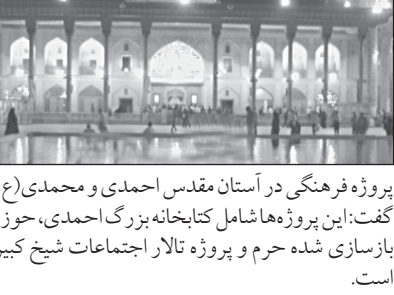 پروژه فرهنگی در آستان مقدس احمدی و محمدی(ع
گفت: این پروژه‌ها شامل کتابخانه بزرگ احمدی، حوز
بازسازی شده حرم و پروژه تالار اجتماعات شیخ کبیر
است.